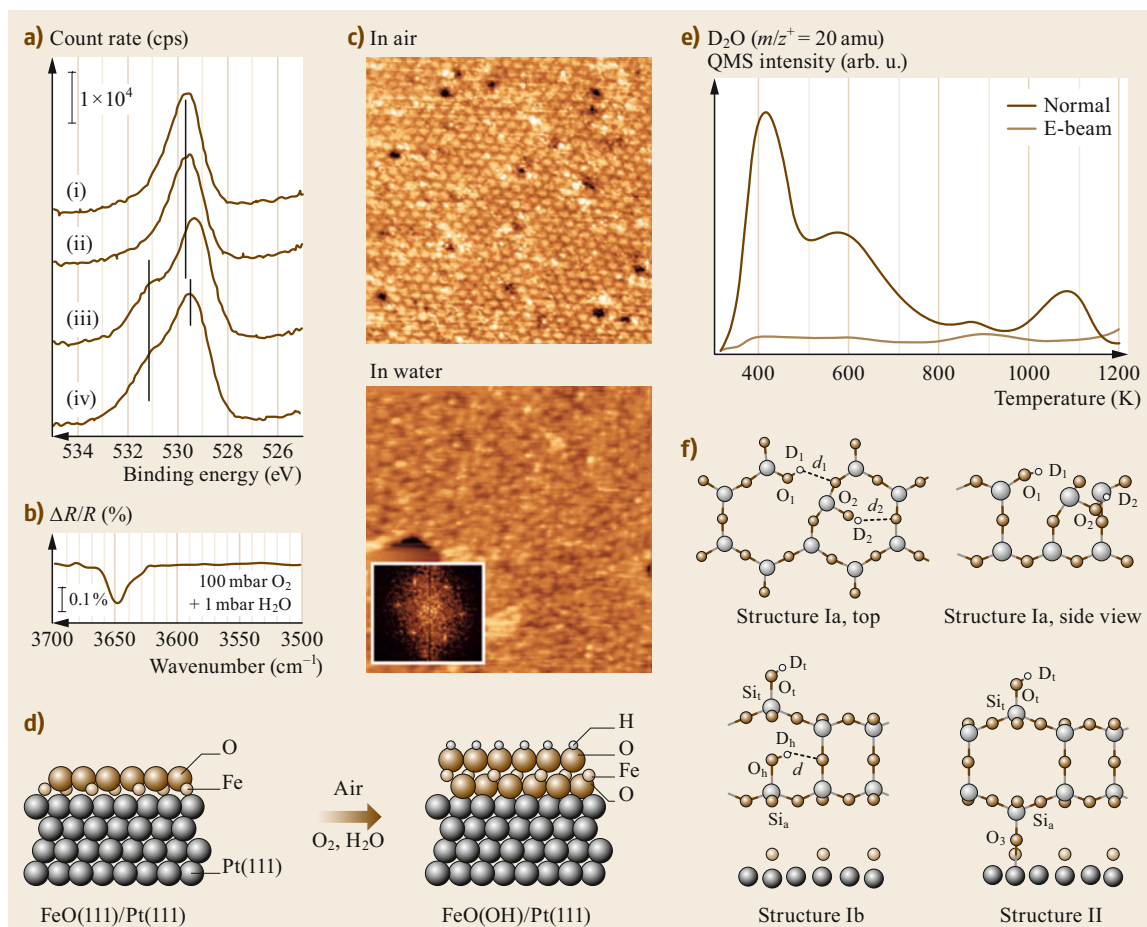 a) Count rate (cps)
1 × 10⁴
(i)
(ii)
(iii)
(iv)
534 532 530 528 526
Binding energy (eV)
b) ΔR/R (%)
0.1%
100 mbar O₂
+ 1 mbar H₂O
3700 3650 3600 3550 3500
Wavenumber (cm⁻¹)
c) In air
In water
d)
O
Fe
Pt(111)
FeO(111)/Pt(111)
Air
O₂, H₂O
H
O
Fe
O
FeO(OH)/Pt(111)
e) D₂O (m/z⁺ = 20 amu)
QMS intensity (arb. u.)
Normal
E-beam
400 600 800 1000 1200
Temperature (K)
f)
D₁ d₁
O₁ O₂ d₂
D₂
Structure Ia, top
D₁
O₁ D₂
O₂
Structure Ia, side view
Dₜ
Oₜ
Siₜ
Dₕ
Oₕ d
Siₐ
Structure Ib
Dₜ
Oₜ
Siₜ
Siₐ
O₃
Structure II